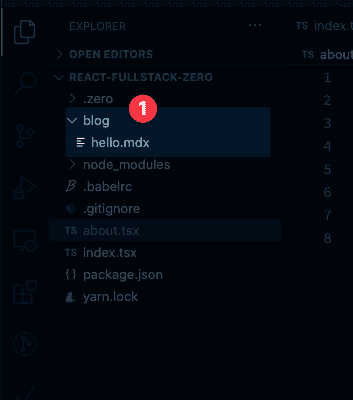 EXPLORER
OPEN EDITORS
REACT-FULLSTACK-ZERO
.zero
1
blog
hello.mdx
node_modules
.babelrc
.gitignore
TS about.tsx
TS index.tsx
{} package.json
yarn.lock
TS index.ts
about.ts
1
2
3
4
5
6
7
8